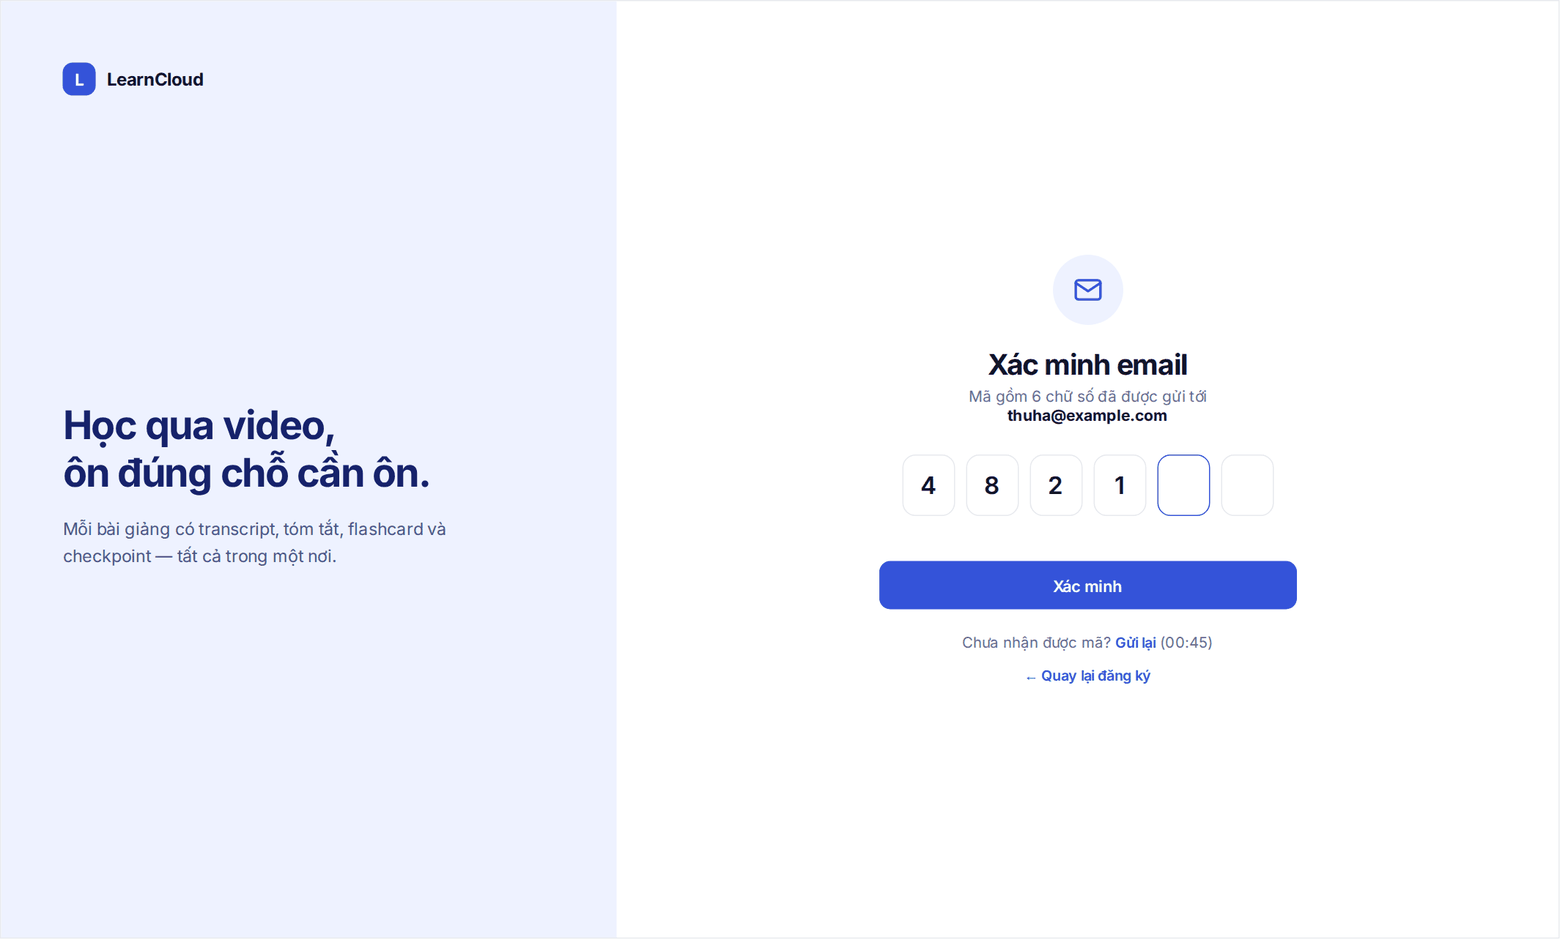 L LearnCloud
Học qua video,
ôn đúng chỗ cần ôn.
Mỗi bài giảng có transcript, tóm tắt, flashcard và
checkpoint — tất cả trong một nơi.
Xác minh email
Mã gồm 6 chữ số đã được gửi tới
thuha@example.com
4 8 2 1
Xác minh
Chưa nhận được mã? Gửi lại (00:45)
← Quay lại đăng ký